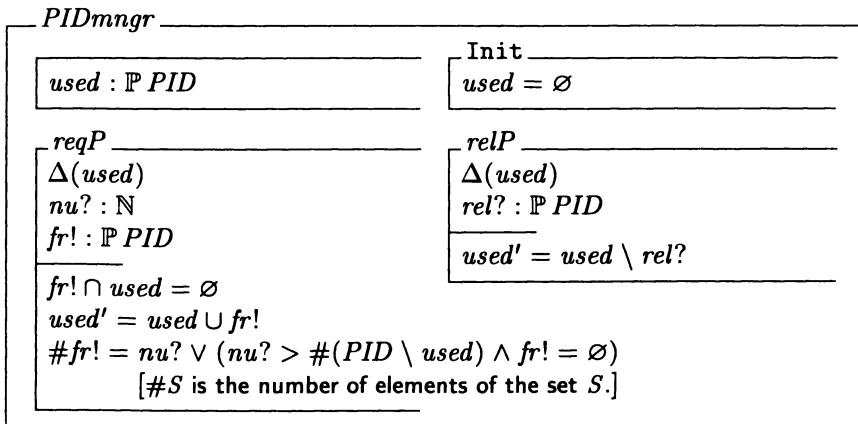 PIDmngr
used : ℙ PID
Init
used = ∅
reqP
Δ(used)
nu? : ℕ
fr! : ℙ PID
fr! ∩ used = ∅
used′ = used ∪ fr!
#fr! = nu? ∨ (nu? > #(PID \ used) ∧ fr! = ∅)
[#S is the number of elements of the set S.]
relP
Δ(used)
rel? : ℙ PID
used′ = used \ rel?